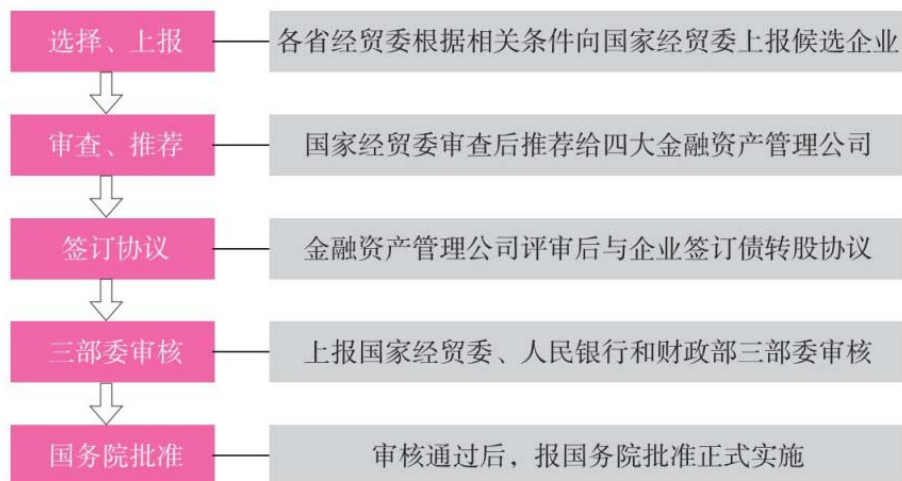 选择、上报
各省经贸委根据相关条件向国家经贸委上报候选企业
审查、推荐
国家经贸委审查后推荐给四大金融资产管理公司
签订协议
金融资产管理公司评审后与企业签订债转股协议
三部委审核
上报国家经贸委、人民银行和财政部三部委审核
国务院批准
审核通过后，报国务院批准正式实施